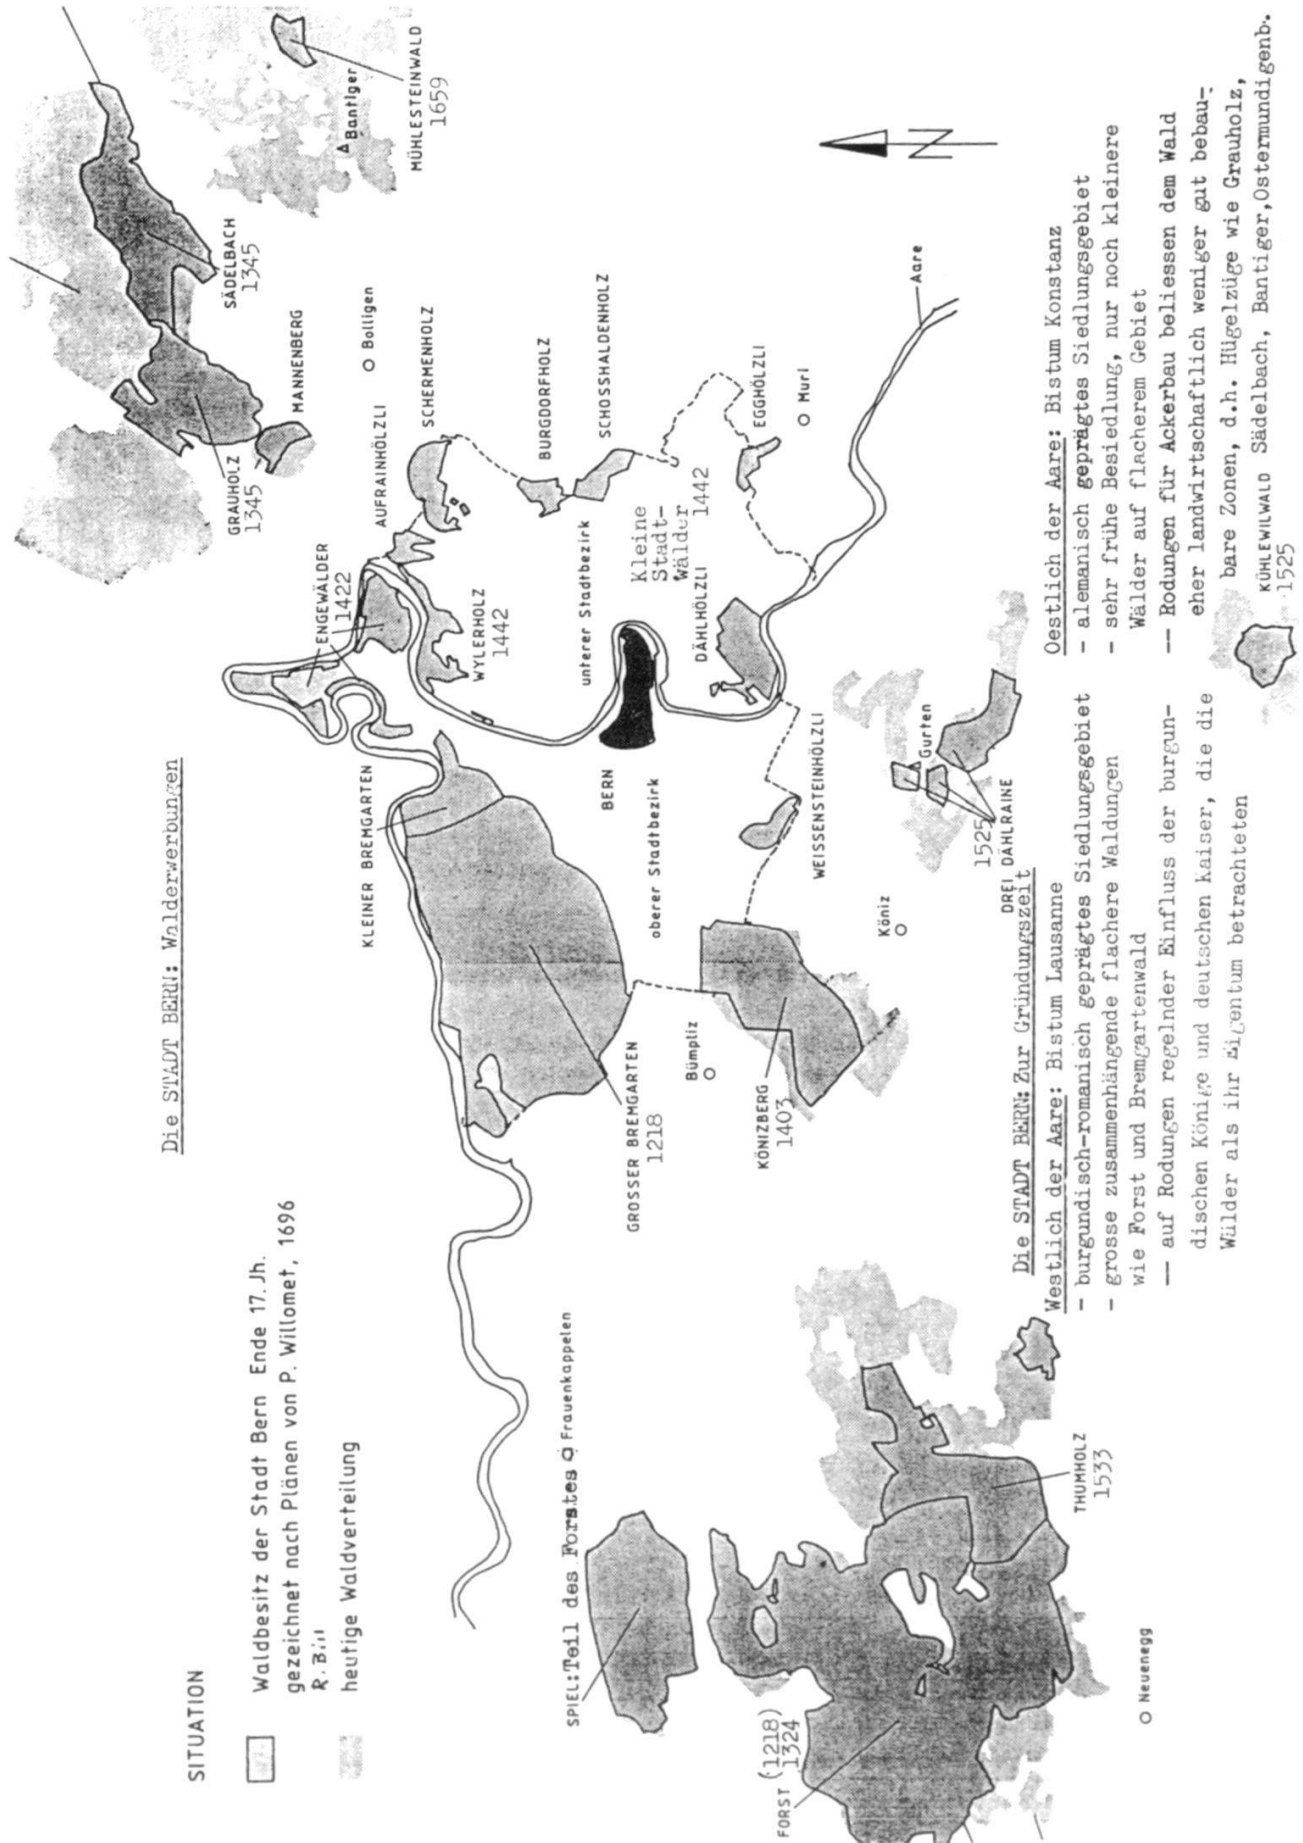 Die STADT BERN: Walderwerbungen
SITUATION
Waldbesitz der Stadt Bern Ende 17. Jh.
gezeichnet nach Plänen von P. Willomet, 1696
heutige Waldverteilung
SÄDELBACH
1345
△ Bantiger
MÜHLESTEINWALD
1659
GRAUHOLZ
1345
MANNENBERG
Bolligen
ENGEWÄLDER
1422
AUFRAINHÖLZLI
SCHERMENHOLZ
KLEINER BREMGARTEN
WYLERHOLZ
1442
BURGDORFHOLZ
SCHOSSHALDENHOLZ
unterer Stadtbezirk
Kleine
Stadt-
Wälder
1442
BERN
oberer Stadtbezirk
DÄHLHÖLZLI
EGGHÖLZLI
Muri
Aare
SPIEL: Teil des Forstes
Frauenkappelen
GROSSER BREMGARTEN
1218
Bümpliz
KÖNIZBERG
1403
WEISSENSTEINHÖLZLI
Köniz
△ Gurten
1525
DREI DÄHLRAINE
FORST
(1218)
1324
THUMHOLZ
1533
Neuenegg
N
Die STADT BERN: Zur Gründungszeit
Westlich der Aare: Bistum Lausanne
- burgundisch-romanisch geprägtes Siedlungsgebiet
- grosse zusammenhängende flachere Waldungen
wie Forst und Bremgartenwald
-- auf Rodungen regelnder Einfluss der burgun-
dischen Könige und deutschen Kaiser, die die
Wälder als ihr Eigentum betrachteten
Oestlich der Aare: Bistum Konstanz
- alemanisch geprägtes Siedlungsgebiet
- sehr frühe Besiedlung, nur noch kleinere
Wälder auf flacherem Gebiet
-- Rodungen für Ackerbau beliessen dem Wald
eher landwirtschaftlich weniger gut bebau-
bare Zonen, d.h. Hügelzüge wie Grauholz,
Sädelbach, Bantiger,Ostermundigenb.
KÜHLEWILWALD
1525